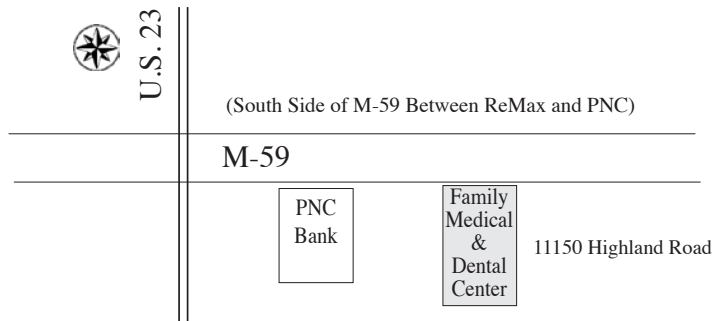 U.S. 23
(South Side of M-59 Between ReMax and PNC)
M-59
PNC
Bank
Family
Medical
&
Dental
Center
11150 Highland Road